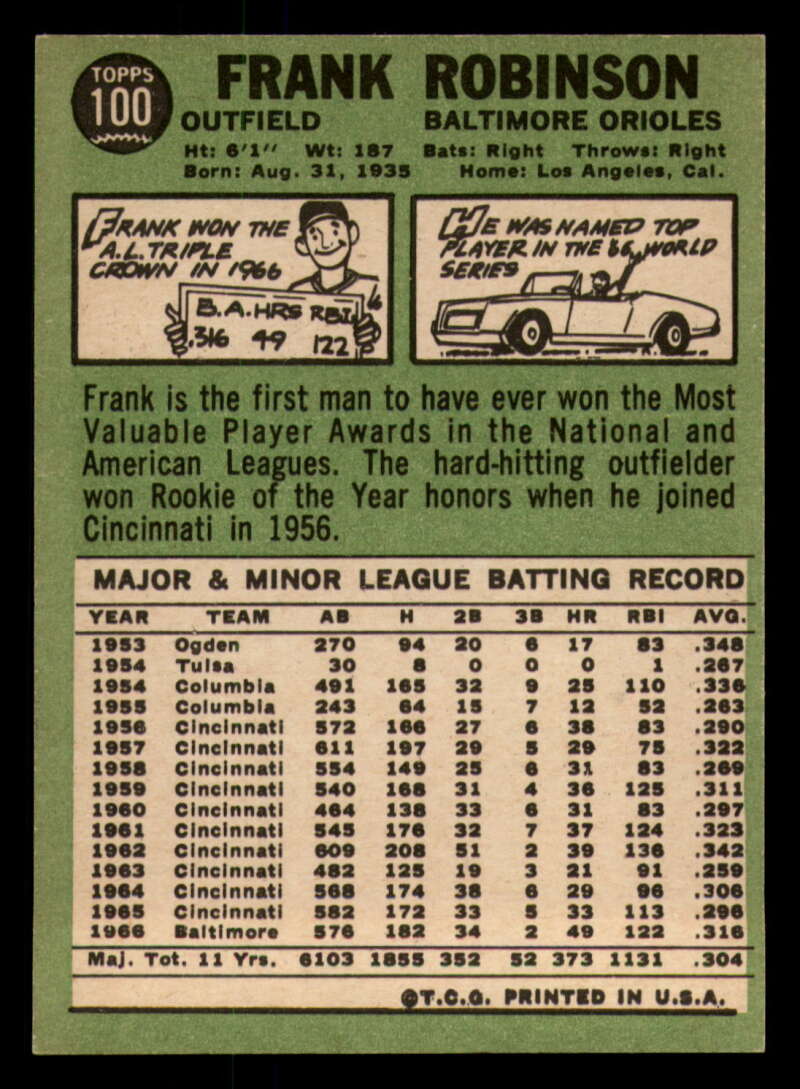 TOPPS
100
FRANK ROBINSON
OUTFIELD BALTIMORE ORIOLES
Ht: 6'1" Wt: 187 Bats: Right Throws: Right
Born: Aug. 31, 1935 Home: Los Angeles, Cal.
FRANK WON THE
A.L. TRIPLE
CROWN IN 1966
B.A. HRS RBI
.316 49 122
HE WAS NAMED TOP
PLAYER IN THE '66 WORLD
SERIES
Frank is the first man to have ever won the Most
Valuable Player Awards in the National and
American Leagues. The hard-hitting outfielder
won Rookie of the Year honors when he joined
Cincinnati in 1956.
MAJOR & MINOR LEAGUE BATTING RECORD
YEAR TEAM AB H 2B 3B HR RBI AVG.
1953 Ogden 270 94 20 6 17 83 .348
1954 Tulsa 30 8 0 0 0 1 .267
1954 Columbia 491 165 32 9 25 110 .336
1955 Columbia 243 64 15 7 12 52 .263
1956 Cincinnati 572 166 27 6 38 83 .290
1957 Cincinnati 611 197 29 5 29 75 .322
1958 Cincinnati 554 149 25 6 31 83 .269
1959 Cincinnati 540 168 31 4 36 125 .311
1960 Cincinnati 464 138 33 6 31 83 .297
1961 Cincinnati 545 176 32 7 37 124 .323
1962 Cincinnati 609 208 51 2 39 136 .342
1963 Cincinnati 482 125 19 3 21 91 .259
1964 Cincinnati 568 174 38 6 29 96 .306
1965 Cincinnati 582 172 33 5 33 113 .296
1966 Baltimore 576 182 34 2 49 122 .316
Maj. Tot. 11 Yrs. 6103 1855 352 52 373 1131 .304
©T.C.G. PRINTED IN U.S.A.